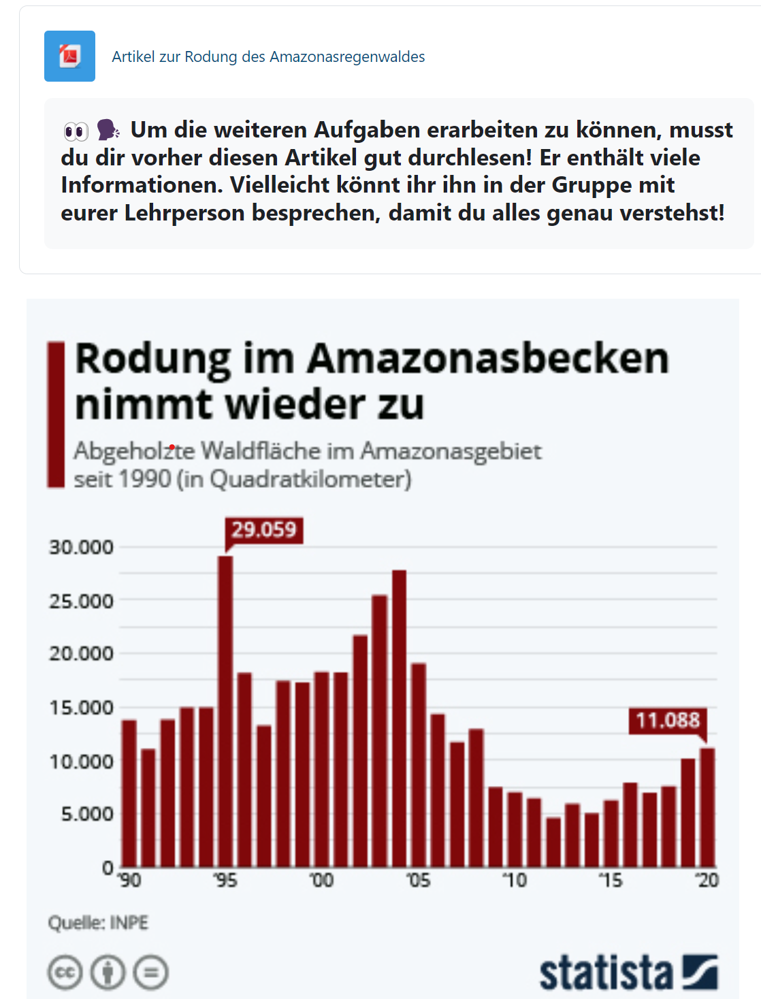 Artikel zur Rodung des Amazonasregenwaldes
Um die weiteren Aufgaben erarbeiten zu können, musst
du dir vorher diesen Artikel gut durchlesen! Er enthält viele
Informationen. Vielleicht könnt ihr ihn in der Gruppe mit
eurer Lehrperson besprechen, damit du alles genau verstehst!
Rodung im Amazonasbecken
nimmt wieder zu
Abgeholzte Waldfläche im Amazonasgebiet
seit 1990 (in Quadratkilometer)
29.059
30.000
25.000
20.000
15.000
11.088
10.000
5.000
0
'90 '95 '00 '05 '10 '15 '20
Quelle: INPE
cc
statista